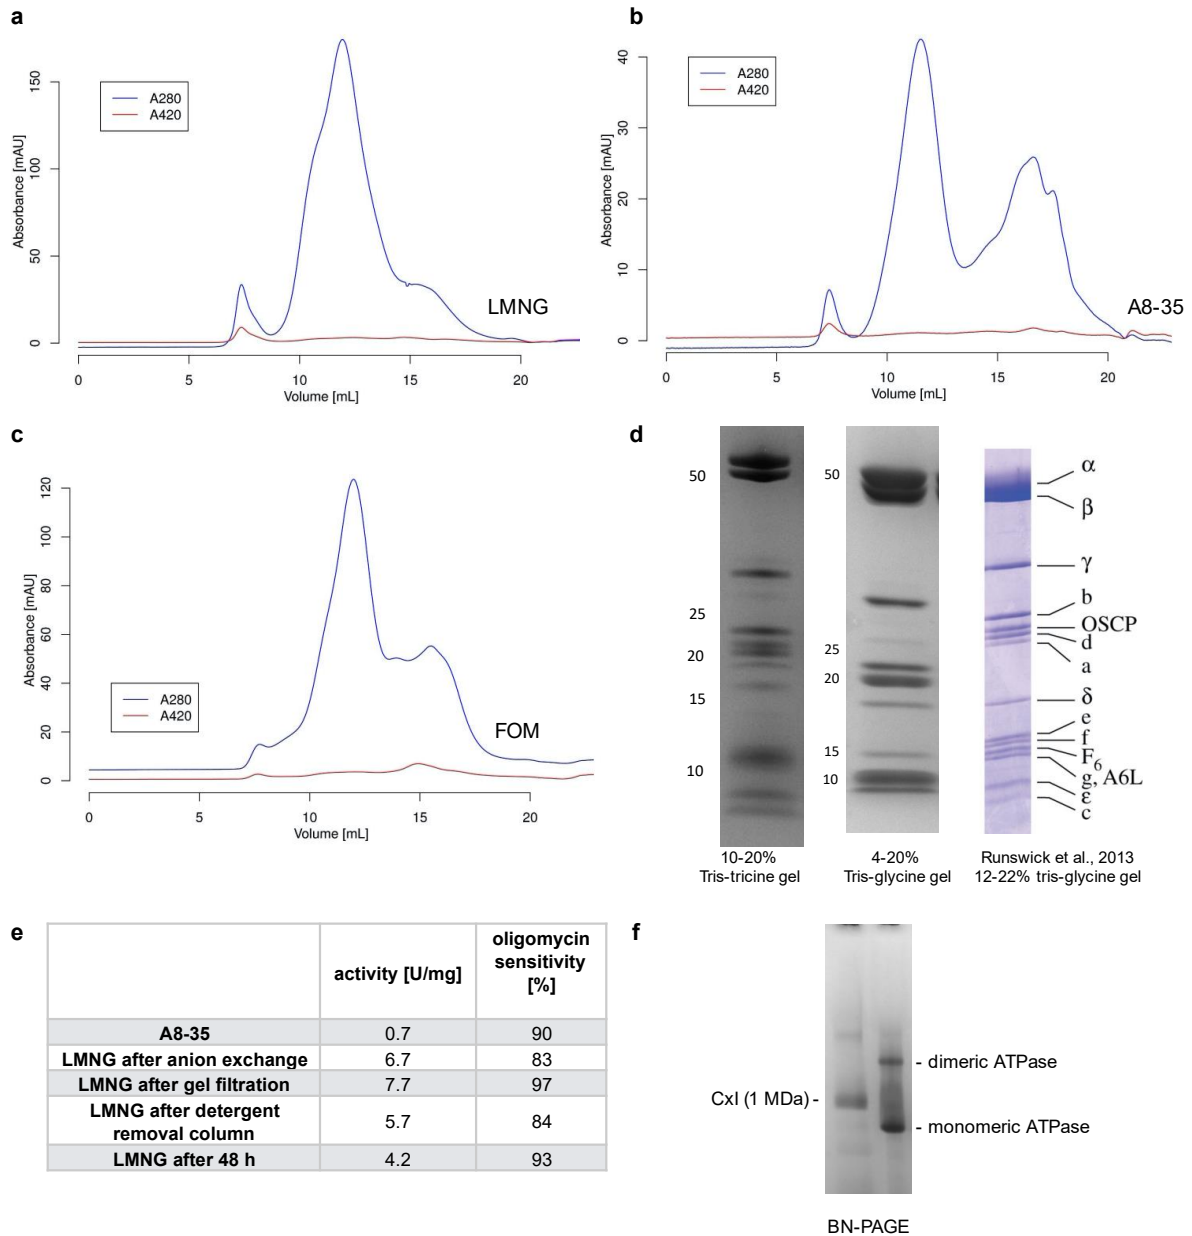 a
A280
A420
Absorbance [mAU]
0
50
100
150
0
5
10
15
20
Volume [mL]
LMNG
b
A280
A420
Absorbance [mAU]
0
10
20
30
40
0
5
10
15
20
Volume [mL]
A8-35
c
A280
A420
Absorbance [mAU]
0
20
40
60
80
100
120
0
5
10
15
20
Volume [mL]
FOM
d
50
25
20
15
10
10-20%
Tris-tricine gel
50
25
20
15
10
4-20%
Tris-glycine gel
α
β
γ
b
OSCP
d
a
δ
e
f
F6
g, A6L
ε
c
Runswick et al., 2013
12-22% tris-glycine gel
e
activity [U/mg]
oligomycin
sensitivity
[%]
A8-35 0.7 90
LMNG after anion exchange 6.7 83
LMNG after gel filtration 7.7 97
LMNG after detergent
removal column 5.7 84
LMNG after 48 h 4.2 93
f
- dimeric ATPase
CxI (1 MDa) -
- monomeric ATPase
BN-PAGE